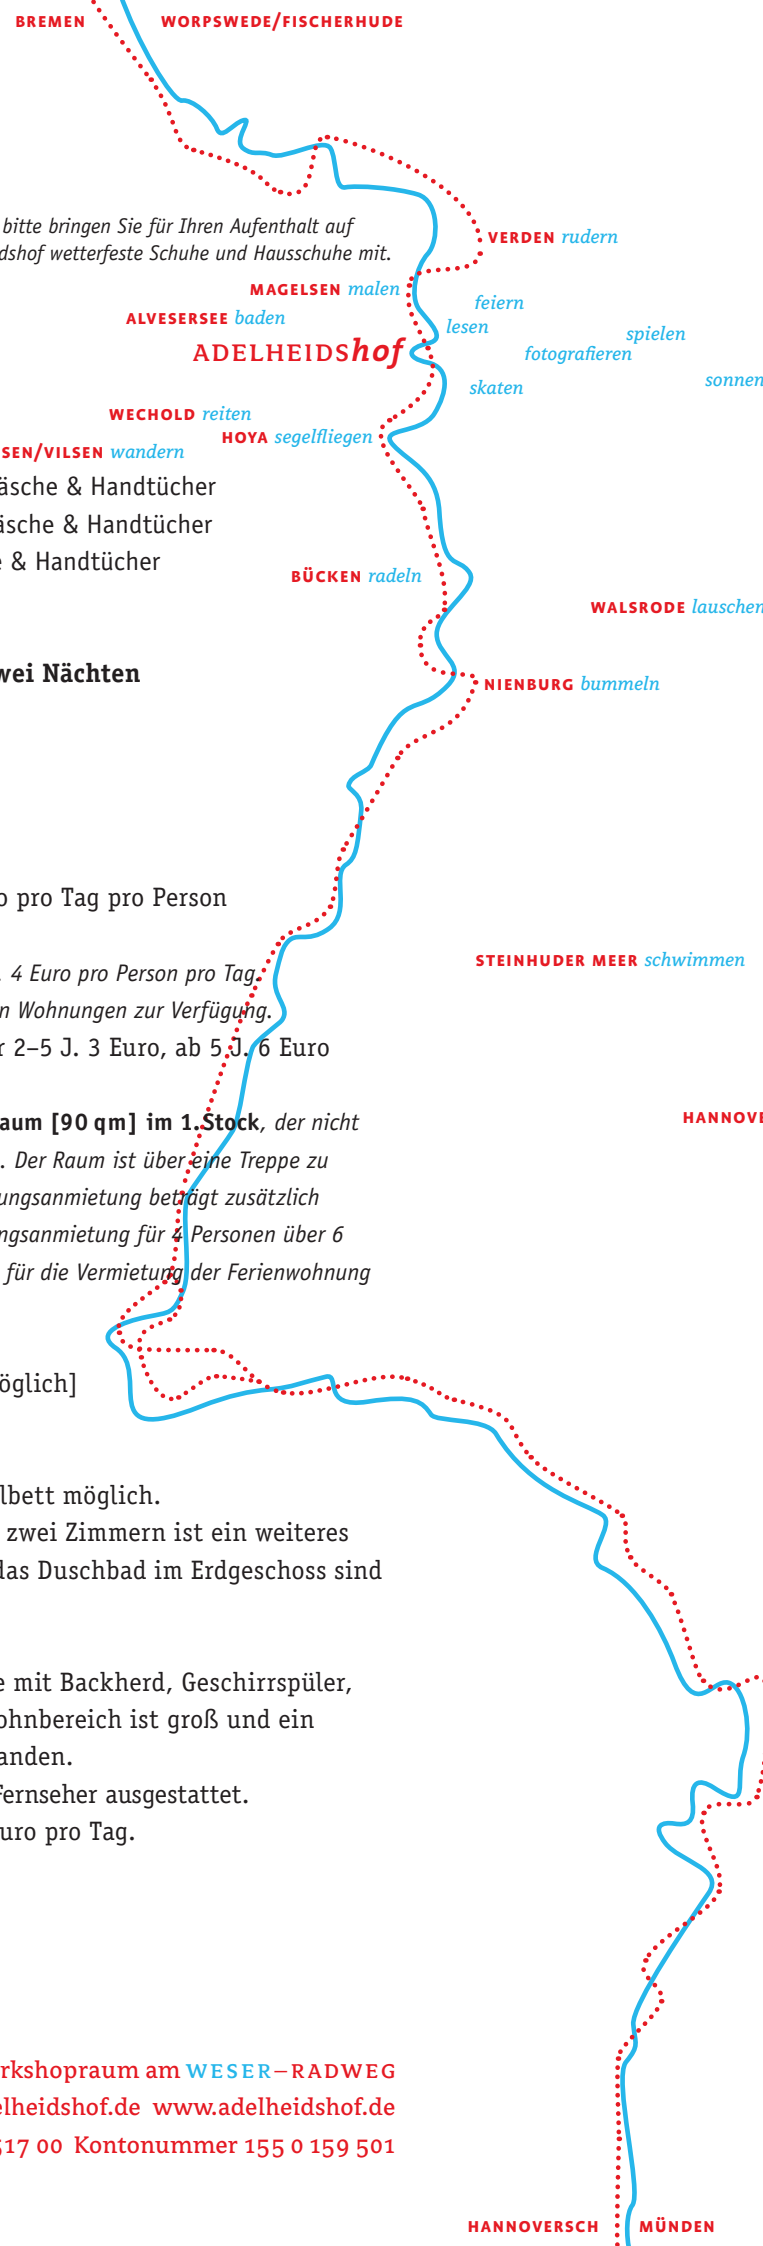 BREMEN WORPSWEDE/FISCHERHUDE
bitte bringen Sie für Ihren Aufenthalt auf
dshof wetterfeste Schuhe und Hausschuhe mit.
VERDEN rudern
MAGELSEN malen
feiern
ALVESERSEE baden
lesen
spielen
ADELHEIDShof
fotografieren
sonnen
skaten
WECHOLD reiten
HOYA segelfliegen
SEN/VILSEN wandern
äsche & Handtücher
äsche & Handtücher
e & Handtücher
BÜCKEN radeln
WALSRODE lauschen
wei Nächten
NIENBURG bummeln
o pro Tag pro Person
STEINHUDER MEER schwimmen
. 4 Euro pro Person pro Tag.
n Wohnungen zur Verfügung.
r 2–5 J. 3 Euro, ab 5 J. 6 Euro
aum [90 qm] im 1. Stock, der nicht
HANNOVE
. Der Raum ist über eine Treppe zu
ungsanmietung beträgt zusätzlich
ngsanmietung für 4 Personen über 6
für die Vermietung der Ferienwohnung
öglich]
lbett möglich.
zwei Zimmern ist ein weiteres
das Duschbad im Erdgeschoss sind
e mit Backherd, Geschirrspüler,
ohnbereich ist groß und ein
anden.
Fernseher ausgestattet.
uro pro Tag.
rkshopraum am WESER–RADWEG
elheidshof.de www.adelheidshof.de
517 00 Kontonummer 155 0 159 501
HANNOVERSCH MÜNDEN